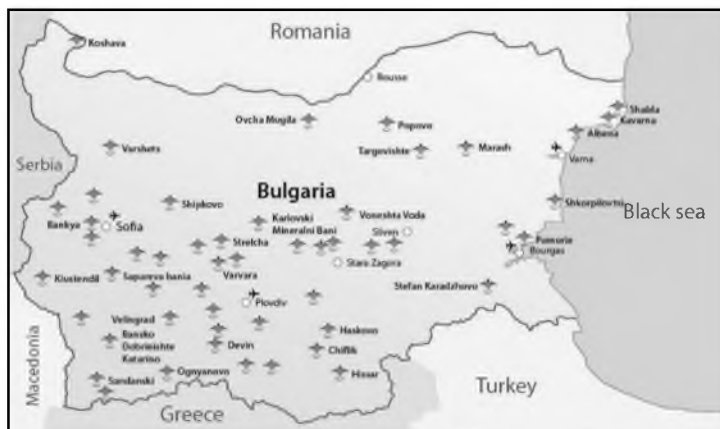 Romania
Koshava
Rousse
Shabla
Kavarna
Ovcha Mogila
Popovo
Albena
Varshets
Targovishte
Marash
Varna
Serbia
Bulgaria
Shipkovo
Shkorpilovtsi
Voneshta Voda
Black sea
Bankya
Sofia
Karlovski
Mineralni Bani
Sliven
Strelcha
Pomorie
Bourgas
Stara Zagora
Kiustendil
Sapareva bania
Varvara
Stefan Karadzhovo
Plovdiv
Velingrad
Haskovo
Bansko
Dobrinishte
Devin
Chiflik
Macedonia
Ognyanovo
Hissar
Sandanski
Turkey
Greece